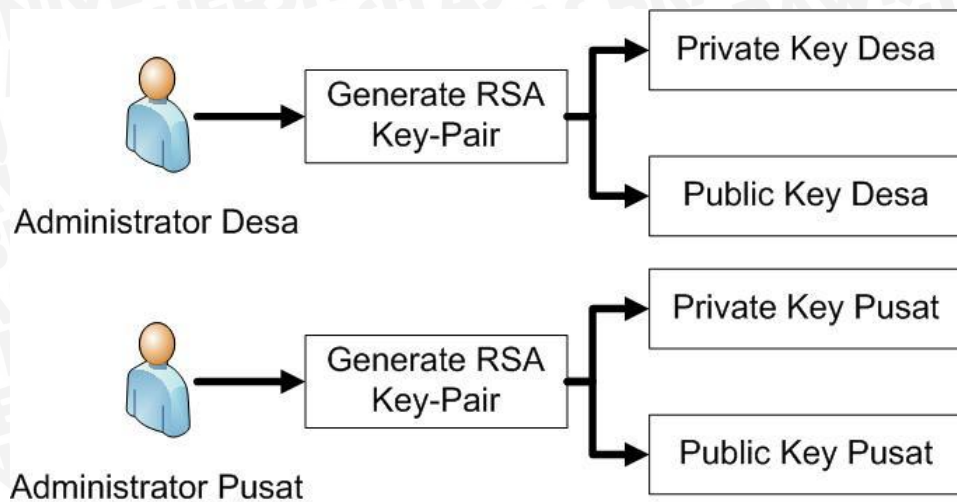 Private Key Desa
Generate RSA
Key-Pair
Public Key Desa
Administrator Desa
Private Key Pusat
Generate RSA
Key-Pair
Public Key Pusat
Administrator Pusat